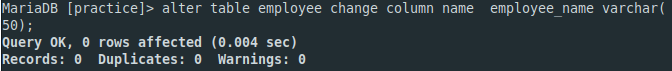 MariaDB [practice]> alter table employee change column name  employee_name varchar(
50);
Query OK, 0 rows affected (0.004 sec)
Records: 0  Duplicates: 0  Warnings: 0